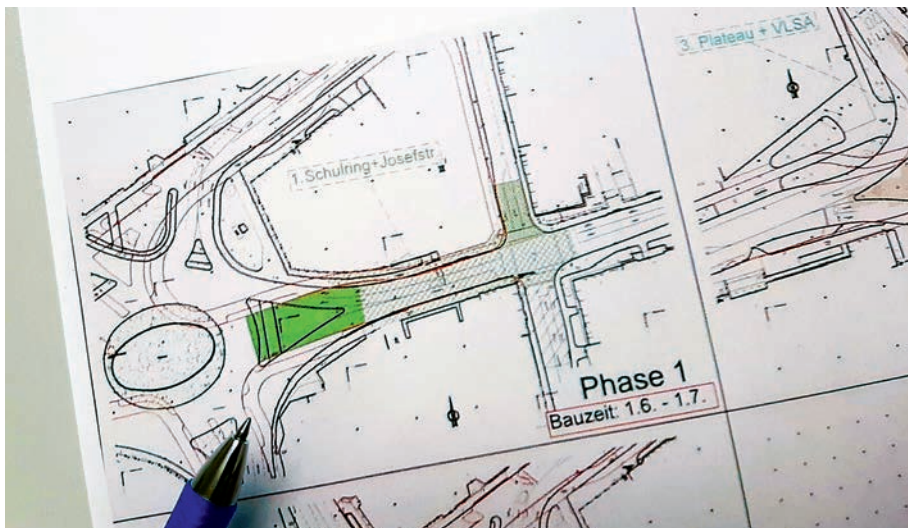 1.Schulring+Josefstr.
3. Plateau + VLSA
Phase 1
Bauzeit: 1.6. - 1.7.